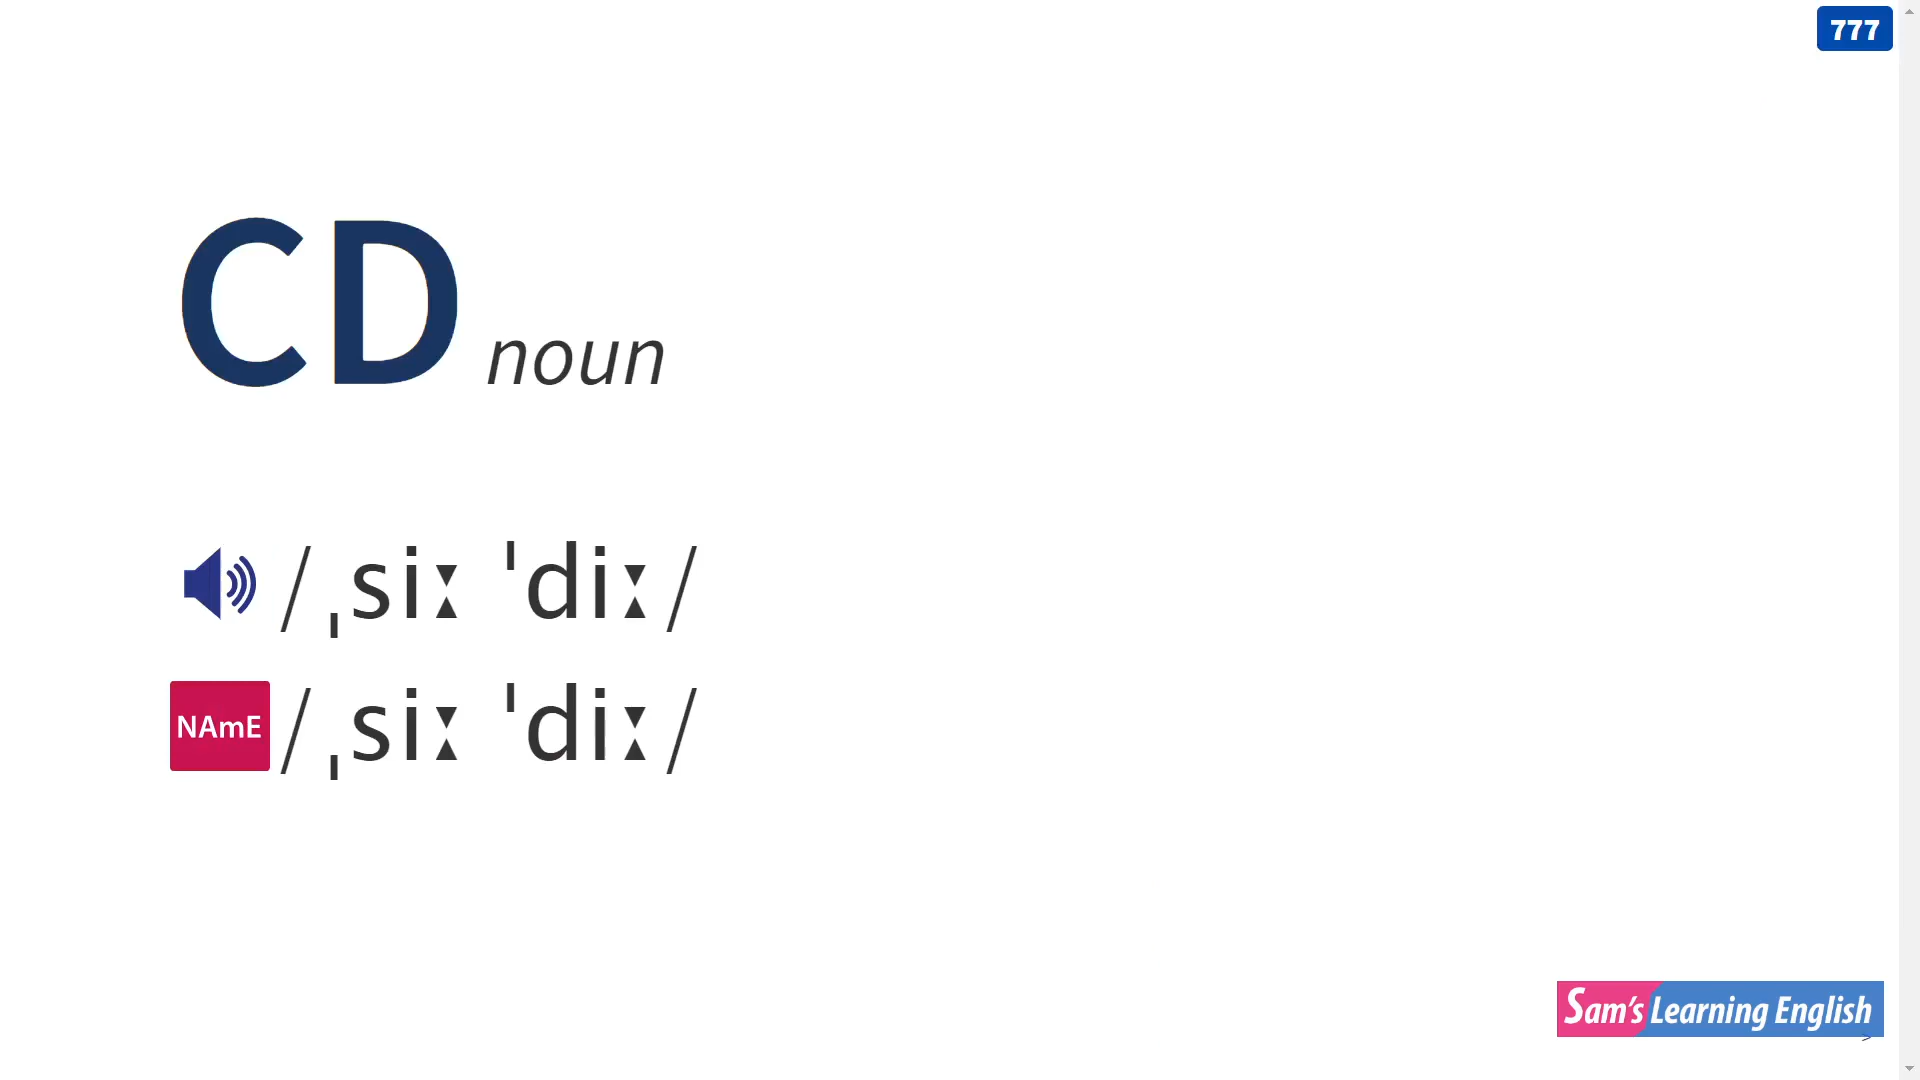 777
CD noun
/ˌsiː ˈdiː/
NAmE /ˌsiː ˈdiː/
Sam's Learning English
>